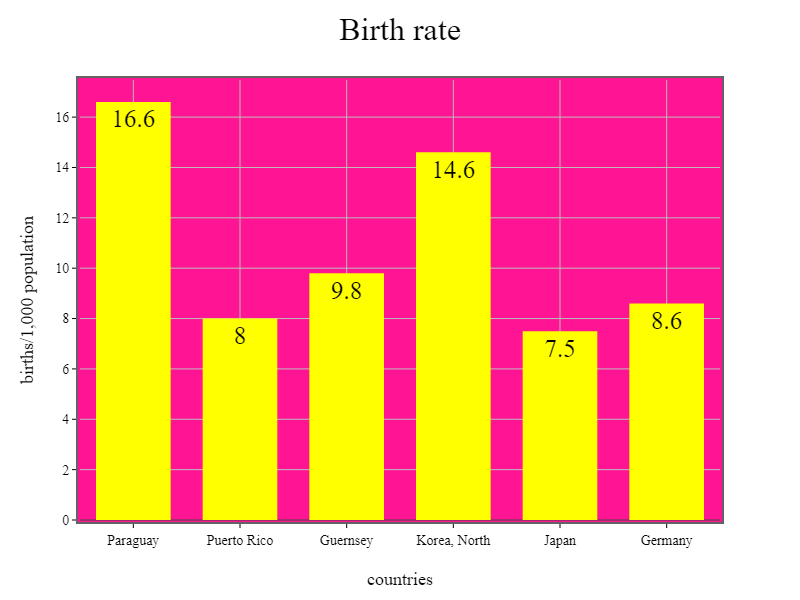 Birth rate
births/1,000 population
16
14
12
10
8
6
4
2
0
16.6
8
9.8
14.6
7.5
8.6
Paraguay
Puerto Rico
Guernsey
Korea, North
Japan
Germany
countries